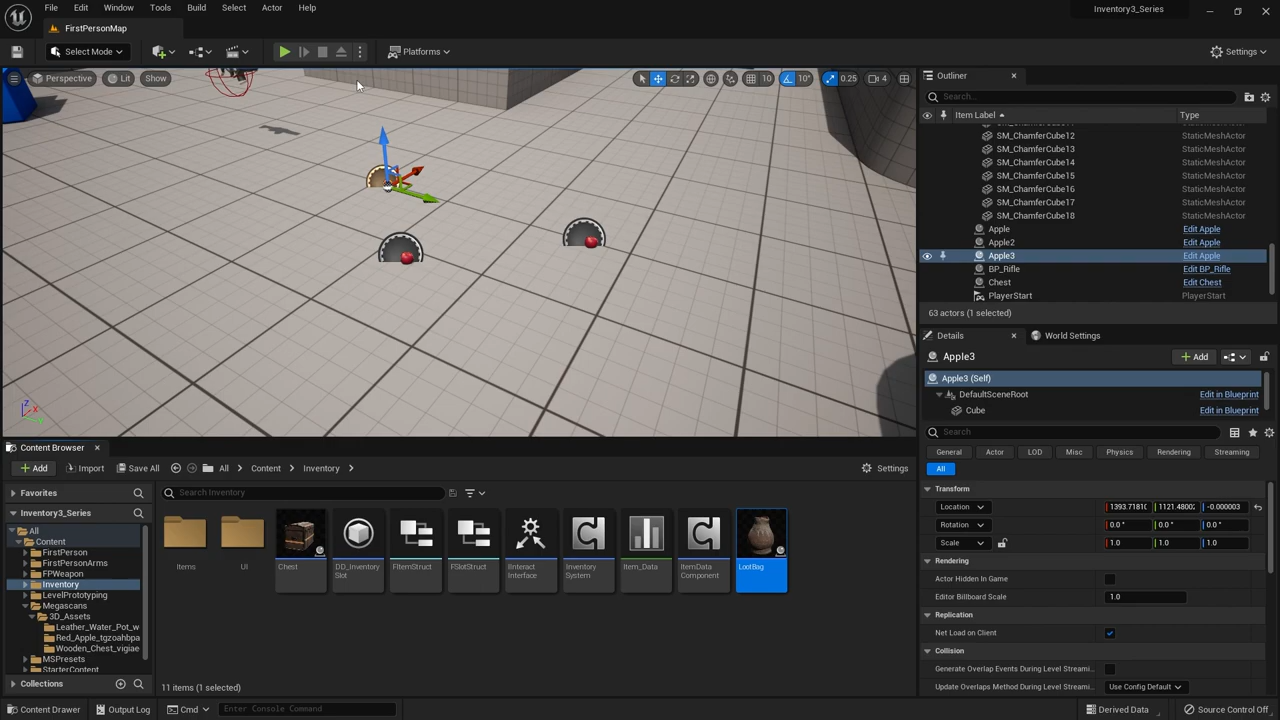 File Edit Window Tools Build Select Actor Help
Inventory3_Series
FirstPersonMap
Select Mode
Platforms
Settings
Perspective Lit Show
10 10° 0.25 4
Outliner
Search...
Item Label Type
SM_ChamferCube12 StaticMeshActor
SM_ChamferCube13 StaticMeshActor
SM_ChamferCube14 StaticMeshActor
SM_ChamferCube15 StaticMeshActor
SM_ChamferCube16 StaticMeshActor
SM_ChamferCube17 StaticMeshActor
SM_ChamferCube18 StaticMeshActor
Apple Edit Apple
Apple2 Edit Apple
Apple3 Edit Apple
BP_Rifle Edit BP_Rifle
Chest Edit Chest
PlayerStart PlayerStart
63 actors (1 selected)
Details World Settings
Apple3
Add
Apple3 (Self)
DefaultSceneRoot Edit in Blueprint
Cube Edit in Blueprint
Search
General Actor LOD Misc Physics Rendering Streaming
All
Transform
Location 1393.7181( 1121.4800; -0.000003
Rotation 0.0 ° 0.0 ° 0.0 °
Scale 1.0 1.0 1.0
Rendering
Actor Hidden In Game
Editor Billboard Scale 1.0
Replication
Net Load on Client
Collision
Generate Overlap Events During Level Streami...
Update Overlaps Method During Level Streami... Use Config Default
Content Browser
Add Import Save All All Content Inventory Settings
Favorites
Search Inventory
Inventory3_Series
All
Content
FirstPerson
FirstPersonArms
FPWeapon
Inventory
LevelPrototyping
Megascans
3D_Assets
Leather_Water_Pot_w
Red_Apple_tgzoahbpa
Wooden_Chest_vigiae
MSPresets
StarterContent
Collections
Items
UI
Chest
DD_Inventory
Slot
FItemStruct
FSlotStruct
IInteract
Interface
Inventory
System
Item_Data
ItemData
Component
LootBag
11 items (1 selected)
Content Drawer Output Log Cmd Enter Console Command Derived Data Source Control Off
Z
X
Y